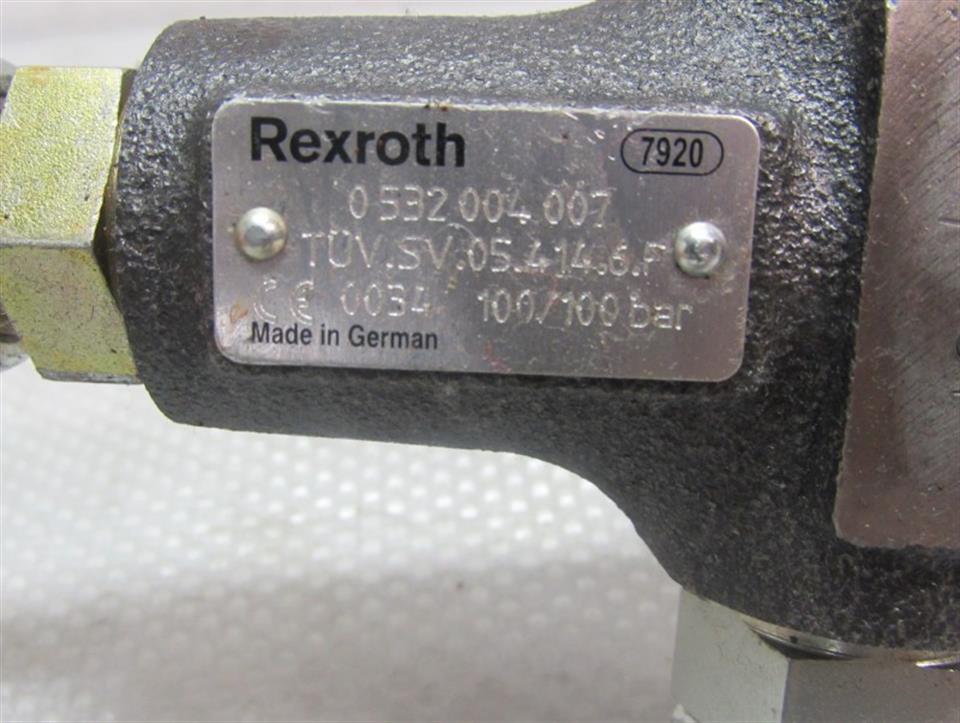 Rexroth 7920
0 532 004 007
TÜV.SV.05.414.6.F
CE 0034 100/100 bar
Made in German